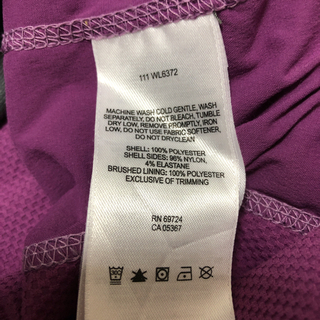 111 WL6372
MACHINE WASH COLD GENTLE, WASH
SEPARATELY, DO NOT BLEACH, TUMBLE
DRY LOW, REMOVE PROMPTLY, IRON
LOW, DO NOT USE FABRIC SOFTENER,
DO NOT DRYCLEAN
SHELL: 100% POLYESTER
SHELL SIDES: 96% NYLON,
4% ELASTANE
BRUSHED LINING: 100% POLYESTER
EXCLUSIVE OF TRIMMING
RN 69724
CA 05367